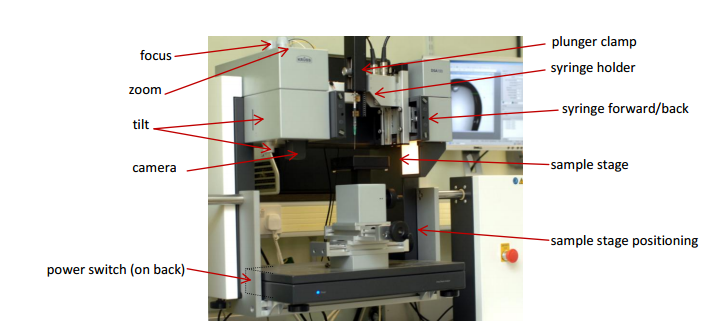 focus
plunger clamp
syringe holder
zoom
syringe forward/back
tilt
camera
sample stage
sample stage positioning
power switch (on back)